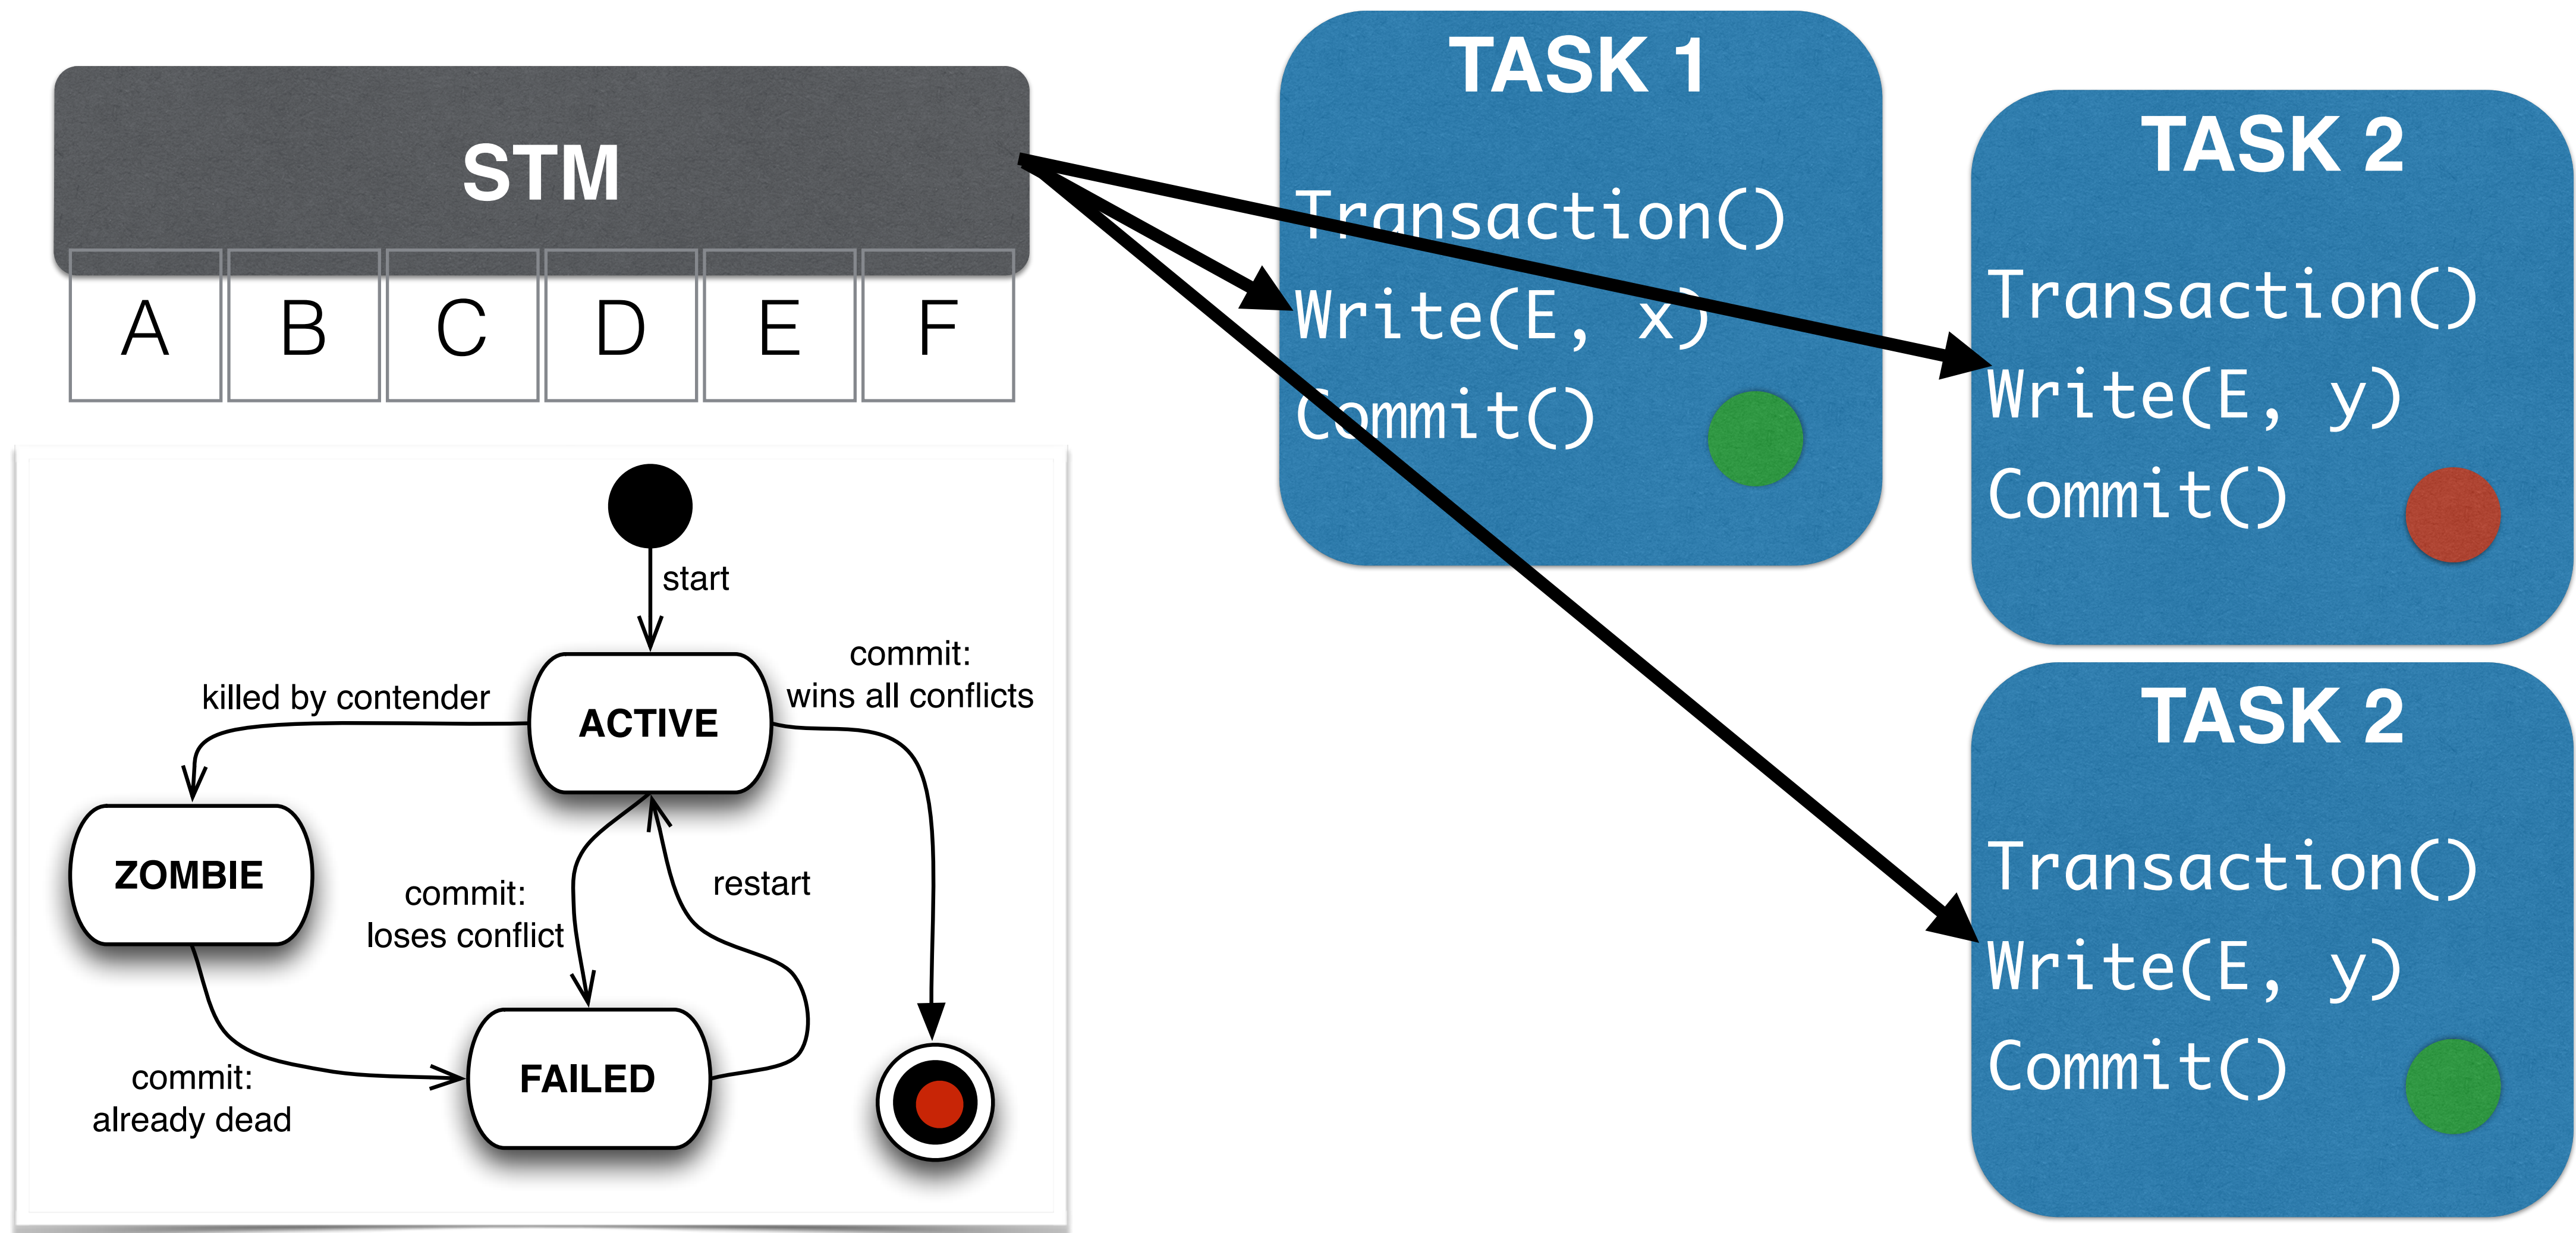 STM
A B C D E F
TASK 1
Transaction()
Write(E, x)
Commit()
TASK 2
Transaction()
Write(E, y)
Commit()
TASK 2
Transaction()
Write(E, y)
Commit()
start
commit:
wins all conflicts
killed by contender
ACTIVE
ZOMBIE
commit:
loses conflict
restart
commit:
already dead
FAILED